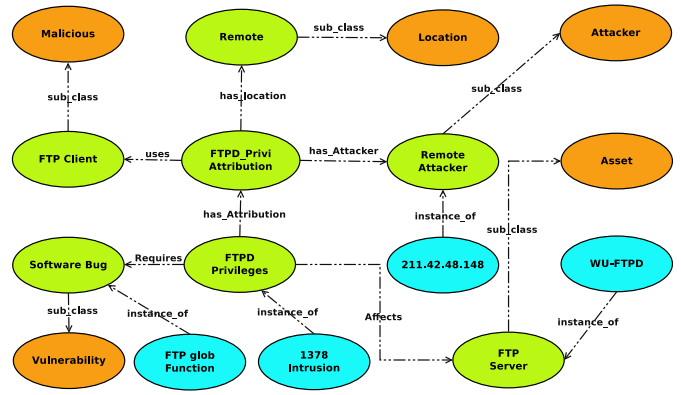 Malicious
Remote
sub_class
Location
Attacker
sub_class
has_location
sub_class
FTP Client
uses
FTPD_Privi
Attribution
has_Attacker
Remote
Attacker
Asset
has_Attribution
instance_of
sub_class
Software Bug
Requires
FTPD
Privileges
211.42.48.148
WU-FTPD
sub_class
instance_of
instance_of
Affects
instance_of
Vulnerability
FTP glob
Function
1378
Intrusion
FTP
Server